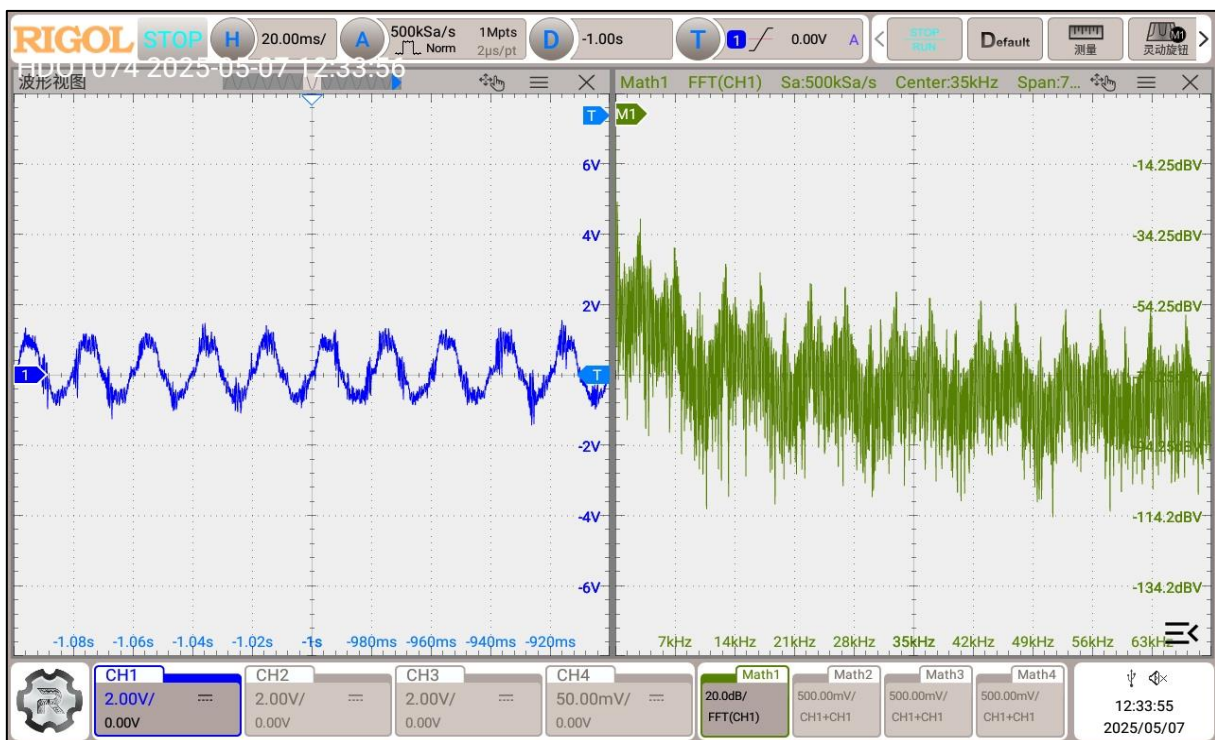 RIGOL STOP H 20.00ms/ A 500kSa/s Norm 1Mpts 2μs/pt D -1.00s T 1 0.00V A < STOP RUN Default 测量 灵动旋钮 >
HDO1074 2025-05-07 12:33:56
波形视图
Math1 FFT(CH1) Sa:500kSa/s Center:35kHz Span:7...
T
M1
6V
4V
2V
1
T
-2V
-4V
-6V
-1.08s -1.06s -1.04s -1.02s -1s -980ms -960ms -940ms -920ms
-14.25dBV
-34.25dBV
-54.25dBV
-94.25dBV
-114.2dBV
-134.2dBV
7kHz 14kHz 21kHz 28kHz 35kHz 42kHz 49kHz 56kHz 63kHz
CH1
2.00V/
0.00V
CH2
2.00V/
0.00V
CH3
2.00V/
0.00V
CH4
50.00mV/
0.00V
Math1
20.0dB/
FFT(CH1)
Math2
500.00mV/
CH1+CH1
Math3
500.00mV/
CH1+CH1
Math4
500.00mV/
CH1+CH1
12:33:55
2025/05/07